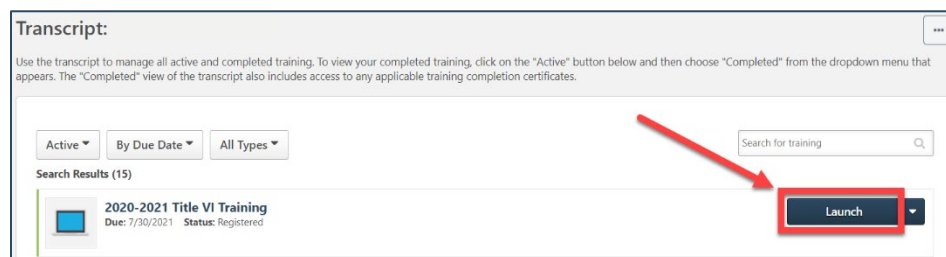 Transcript:
...
Use the transcript to manage all active and completed training. To view your completed training, click on the "Active" button below and then choose "Completed" from the dropdown menu that
appears. The "Completed" view of the transcript also includes access to any applicable training completion certificates.
Active By Due Date All Types Search for training
Search Results (15)
2020-2021 Title VI Training
Due: 7/30/2021 Status: Registered
Launch